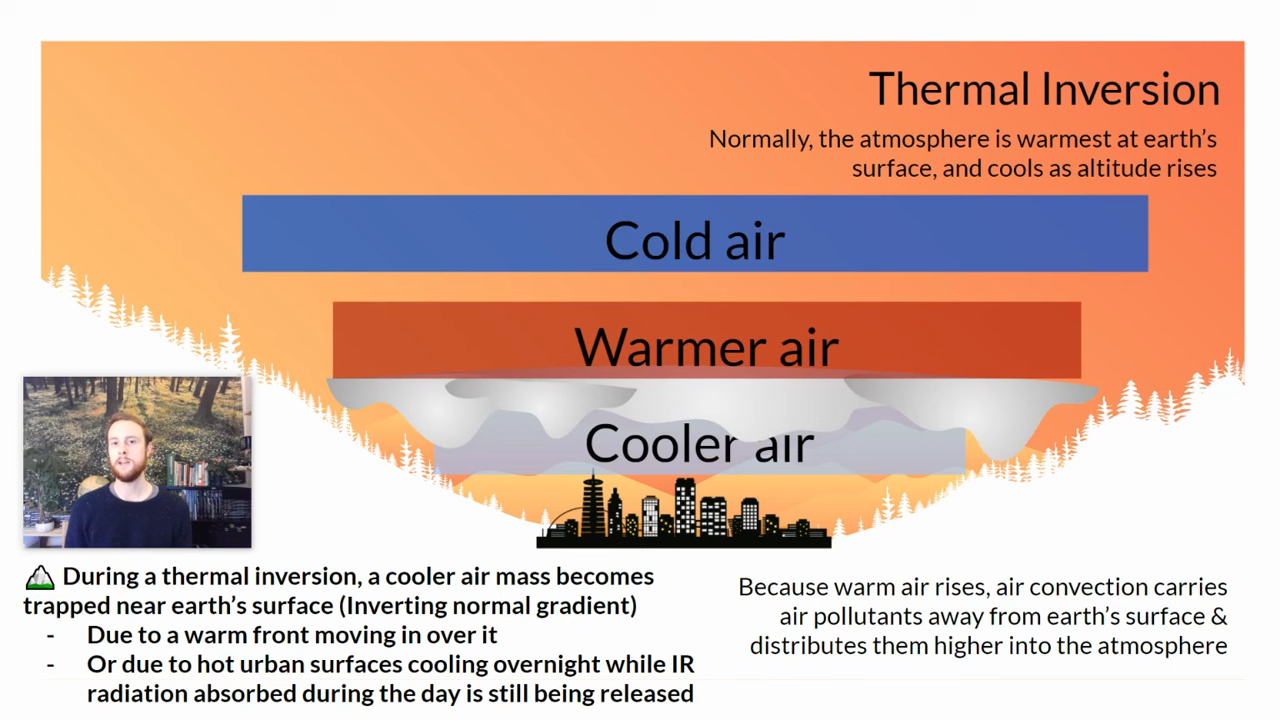 Thermal Inversion
Normally, the atmosphere is warmest at earth's
surface, and cools as altitude rises
Cold air
Warmer air
Cooler air
During a thermal inversion, a cooler air mass becomes
trapped near earth's surface (Inverting normal gradient)
- Due to a warm front moving in over it
- Or due to hot urban surfaces cooling overnight while IR
radiation absorbed during the day is still being released
Because warm air rises, air convection carries
air pollutants away from earth's surface &
distributes them higher into the atmosphere